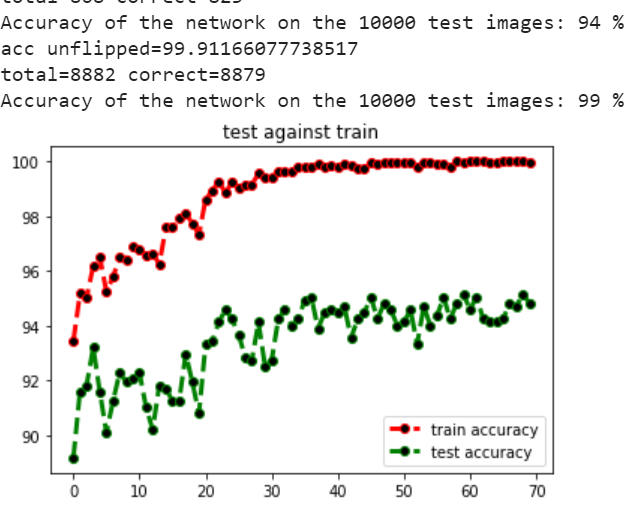 Accuracy of the network on the 10000 test images: 94 %
acc unflipped=99.91166077738517
total=8882 correct=8879
Accuracy of the network on the 10000 test images: 99 %
test against train
100
98
96
94
92
90
train accuracy
test accuracy
0 10 20 30 40 50 60 70